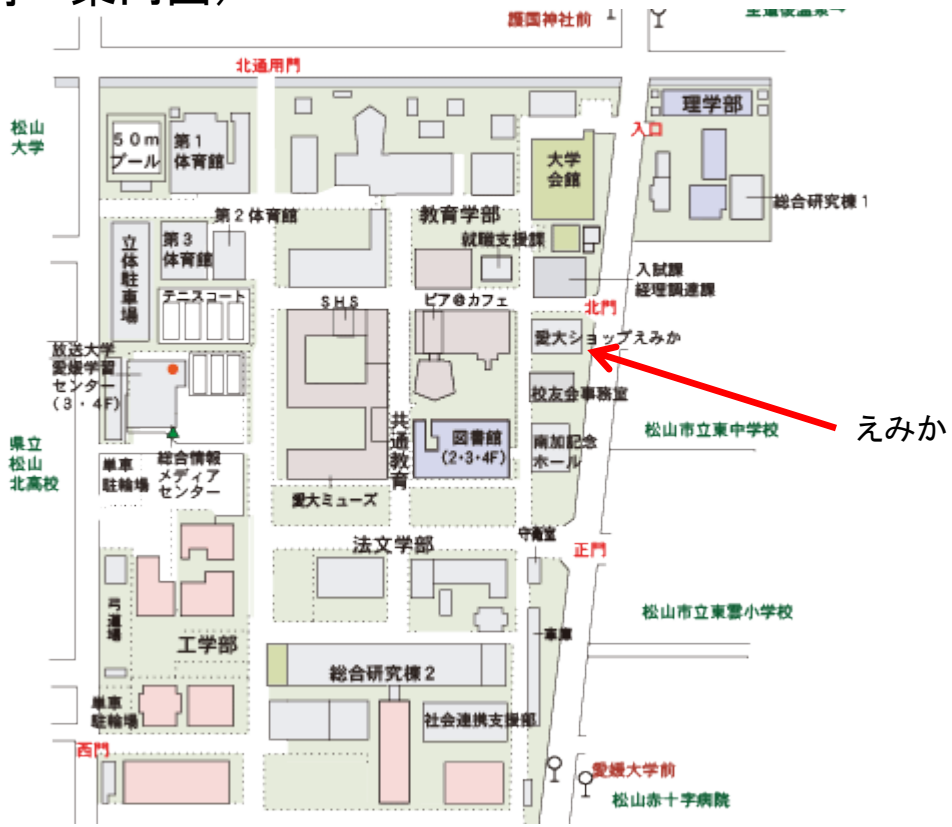 護国神社前
北通用門
理学部
松山
大学
50m
プール
第1
体育館
入口
大学
会館
総合研究棟1
第2体育館
教育学部
就職支援課
立体駐車場
第3
体育館
入試課
経理調達課
テニスコート
SHS
ピア@カフェ
北門
愛大ショップえみか
放送大学
愛媛学習
センター
(3・4F)
校友会事務室
えみか
共通教育
図書館
(2・3・4F)
南加記念
ホール
松山市立東中学校
県立
松山
北高校
単車
駐輪場
総合情報
メディア
センター
愛大ミューズ
守衛室
法文学部
正門
弓道場
松山市立東雲小学校
工学部
車庫
総合研究棟2
単車
駐輪場
社会連携支援部
西門
愛媛大学前
松山赤十字病院